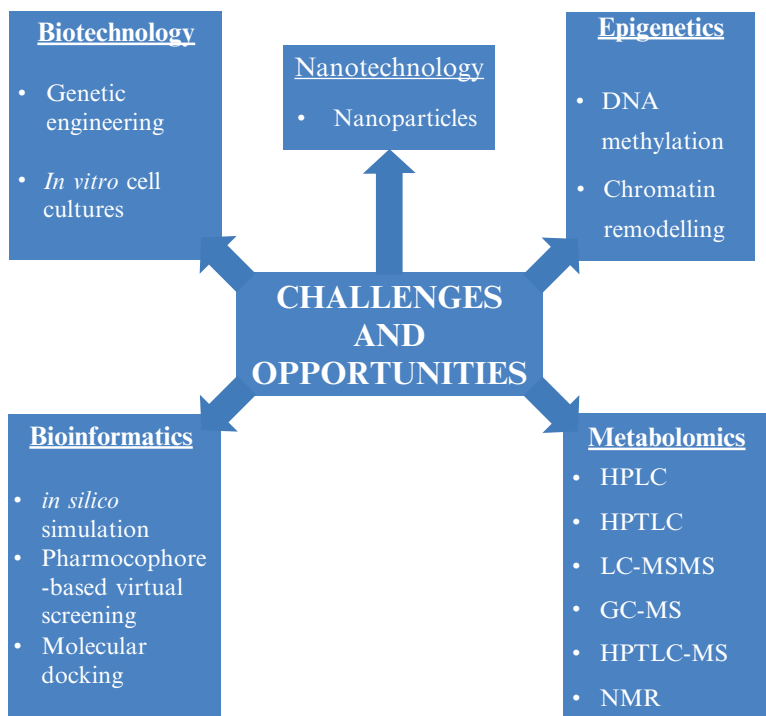 Biotechnology
• Genetic
engineering
• In vitro cell
cultures
Nanotechnology
• Nanoparticles
Epigenetics
• DNA
methylation
• Chromatin
remodelling
CHALLENGES
AND
OPPORTUNITIES
Bioinformatics
• in silico
simulation
• Pharmocophore
-based virtual
screening
• Molecular
docking
Metabolomics
• HPLC
• HPTLC
• LC-MSMS
• GC-MS
• HPTLC-MS
• NMR